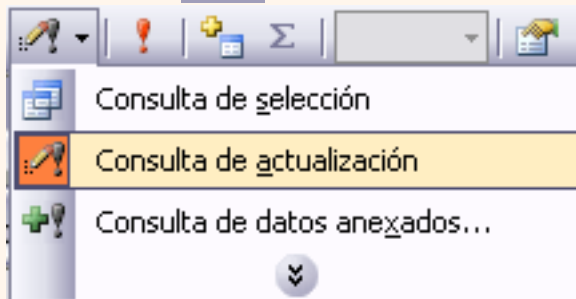 Consulta de selección
Consulta de actualización
Consulta de datos anexados...